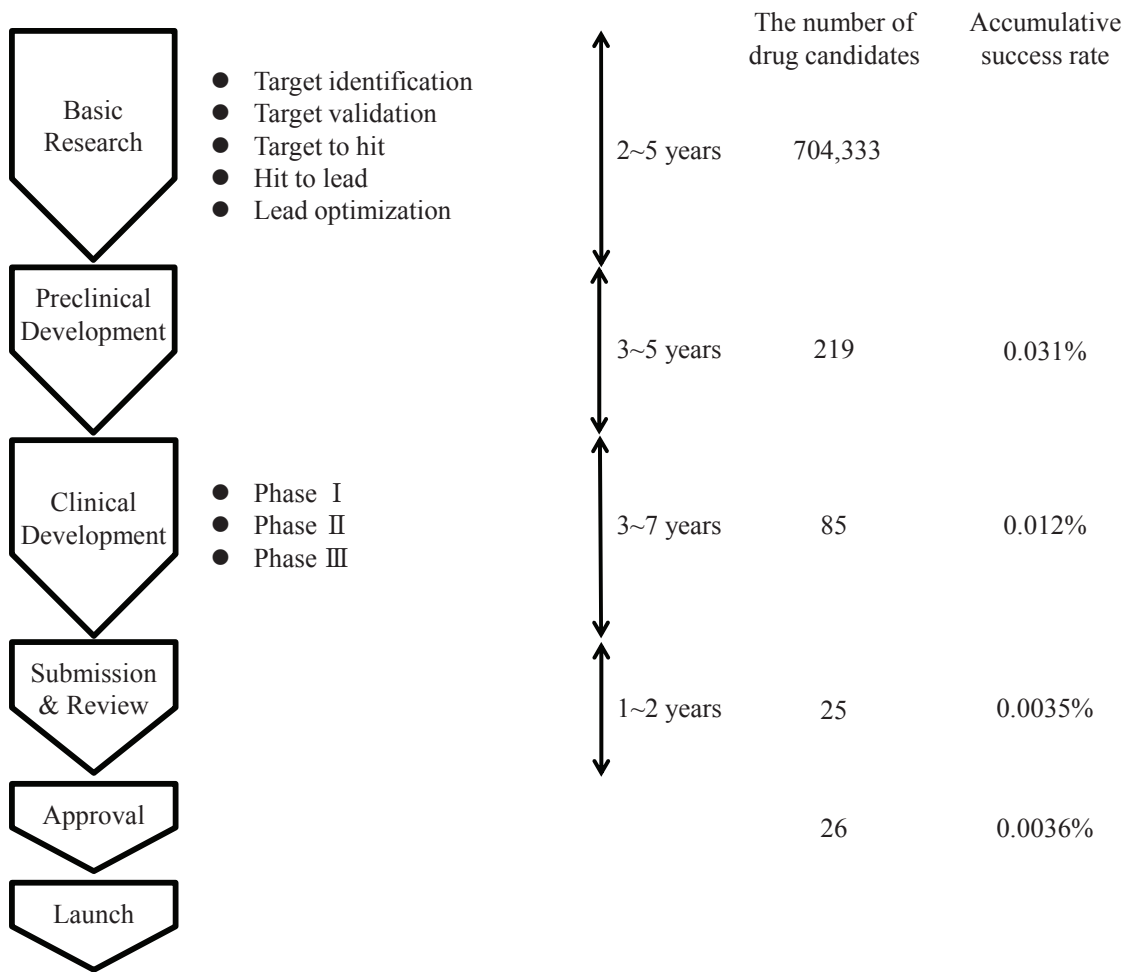 The number of
drug candidates
Accumulative
success rate
Basic
Research
● Target identification
● Target validation
● Target to hit
● Hit to lead
● Lead optimization
2~5 years
704,333
Preclinical
Development
3~5 years
219
0.031%
Clinical
Development
● Phase Ⅰ
● Phase Ⅱ
● Phase Ⅲ
3~7 years
85
0.012%
Submission
& Review
1~2 years
25
0.0035%
Approval
26
0.0036%
Launch